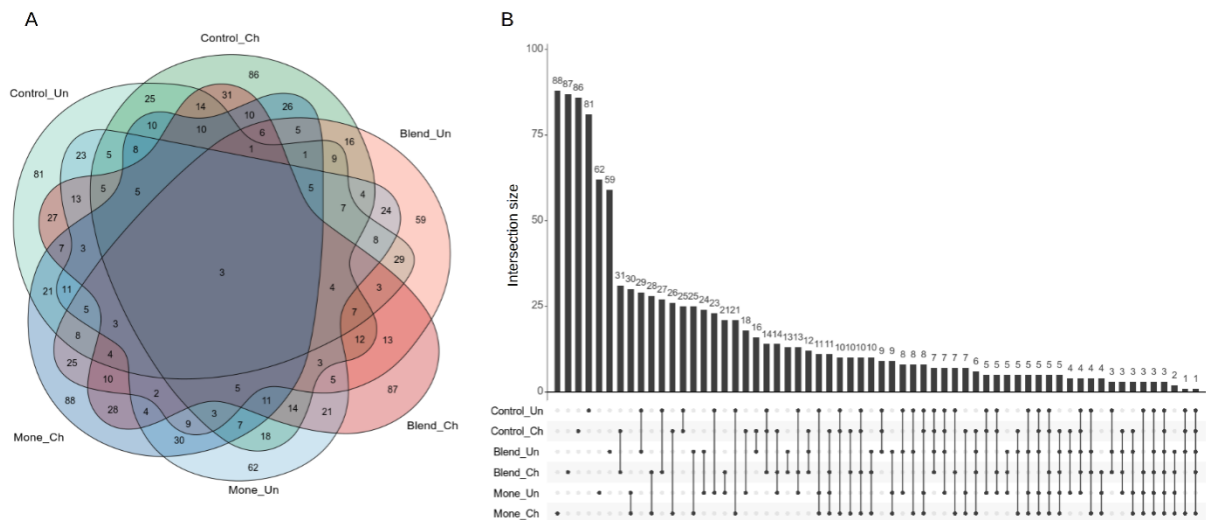 A
B
Control_Ch
Control_Un
Blend_Un
Blend_Ch
Mone_Ch
Mone_Un
86
25 14 31 26
10 10 10 5 16
23 5 8 6 1 1 9
81 13 5 5 5 4 24
27 7 59
7 3 8 29
3
21 11 4 3
5 3 7
8 4 12 13
25 10 3
88 2 5 5 87
28 4 9 3 11 14 21
30 7 18
62
Intersection size
100
75
50
25
0
88 87 86 81 62 59 31 30 29 28 27 26 25 25 24 23 21 21 18 16 14 14 13 13 12 11 11 10 10 10 10 9 9 8 8 8 7 7 7 7 6 5 5 5 5 5 5 5 5 4 4 4 4 3 3 3 3 3 3 2 1 1
Control_Un
Control_Ch
Blend_Un
Blend_Ch
Mone_Un
Mone_Ch